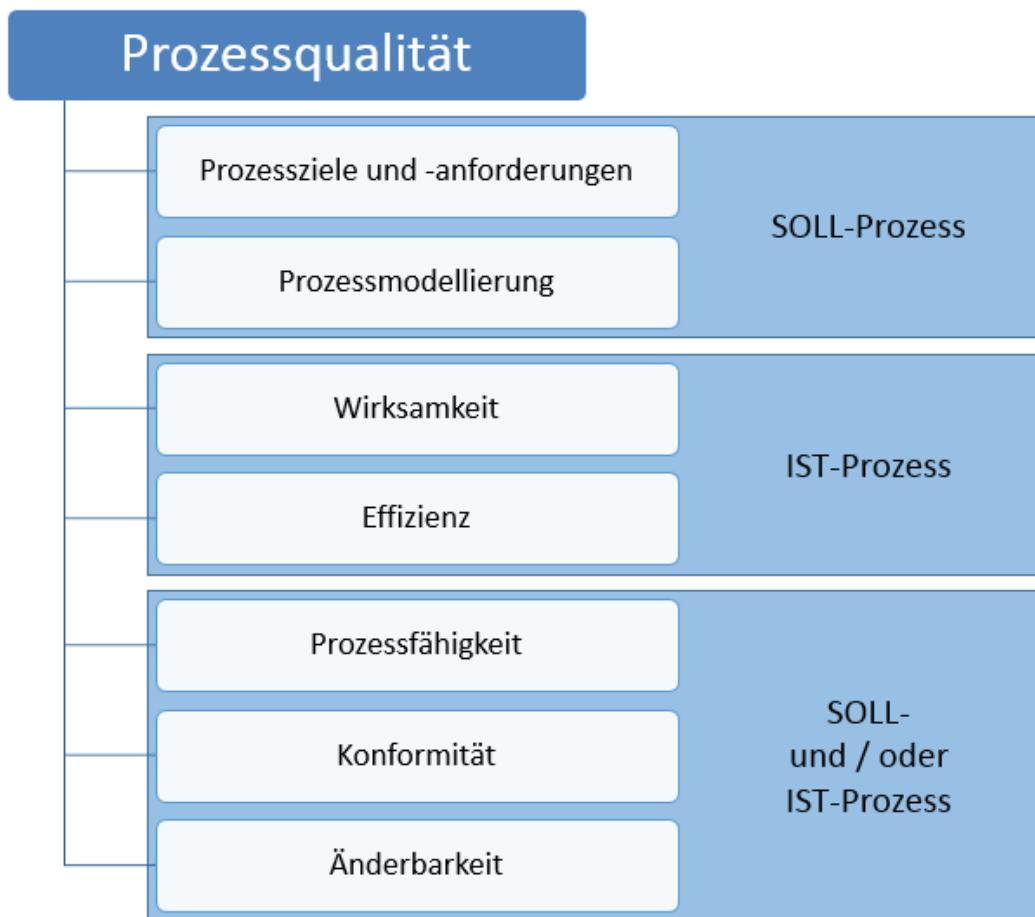 Prozessqualität
Prozessziele und -anforderungen
Prozessmodellierung
SOLL-Prozess
Wirksamkeit
Effizienz
IST-Prozess
Prozessfähigkeit
Konformität
Änderbarkeit
SOLL-
und / oder
IST-Prozess